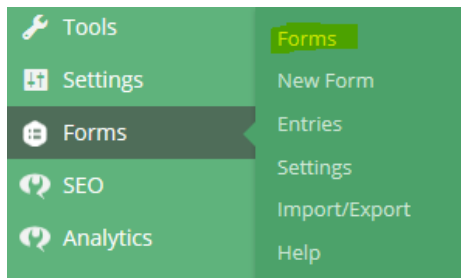 Tools
Settings
Forms
SEO
Analytics
Forms
New Form
Entries
Settings
Import/Export
Help